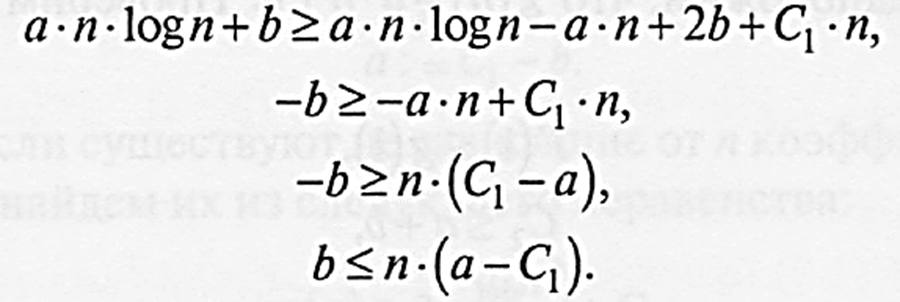 a·n·logn+b≥a·n·logn−a·n+2b+C₁·n,
−b≥−a·n+C₁·n,
−b≥n·(C₁−a),
b≤n·(a−C₁).